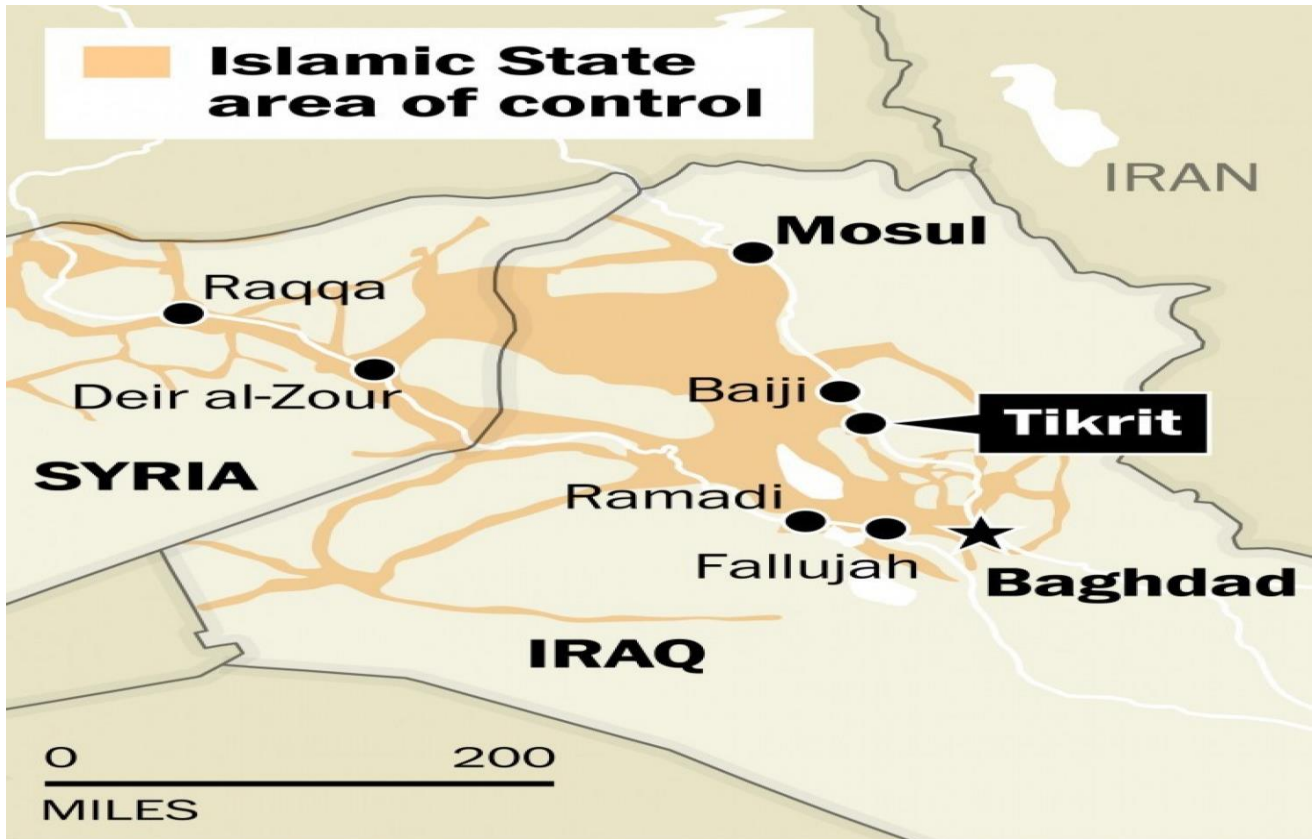 Islamic State
area of control
IRAN
Mosul
Raqqa
Deir al-Zour
Baiji
Tikrit
SYRIA
Ramadi
Fallujah
Baghdad
IRAQ
0 200
MILES